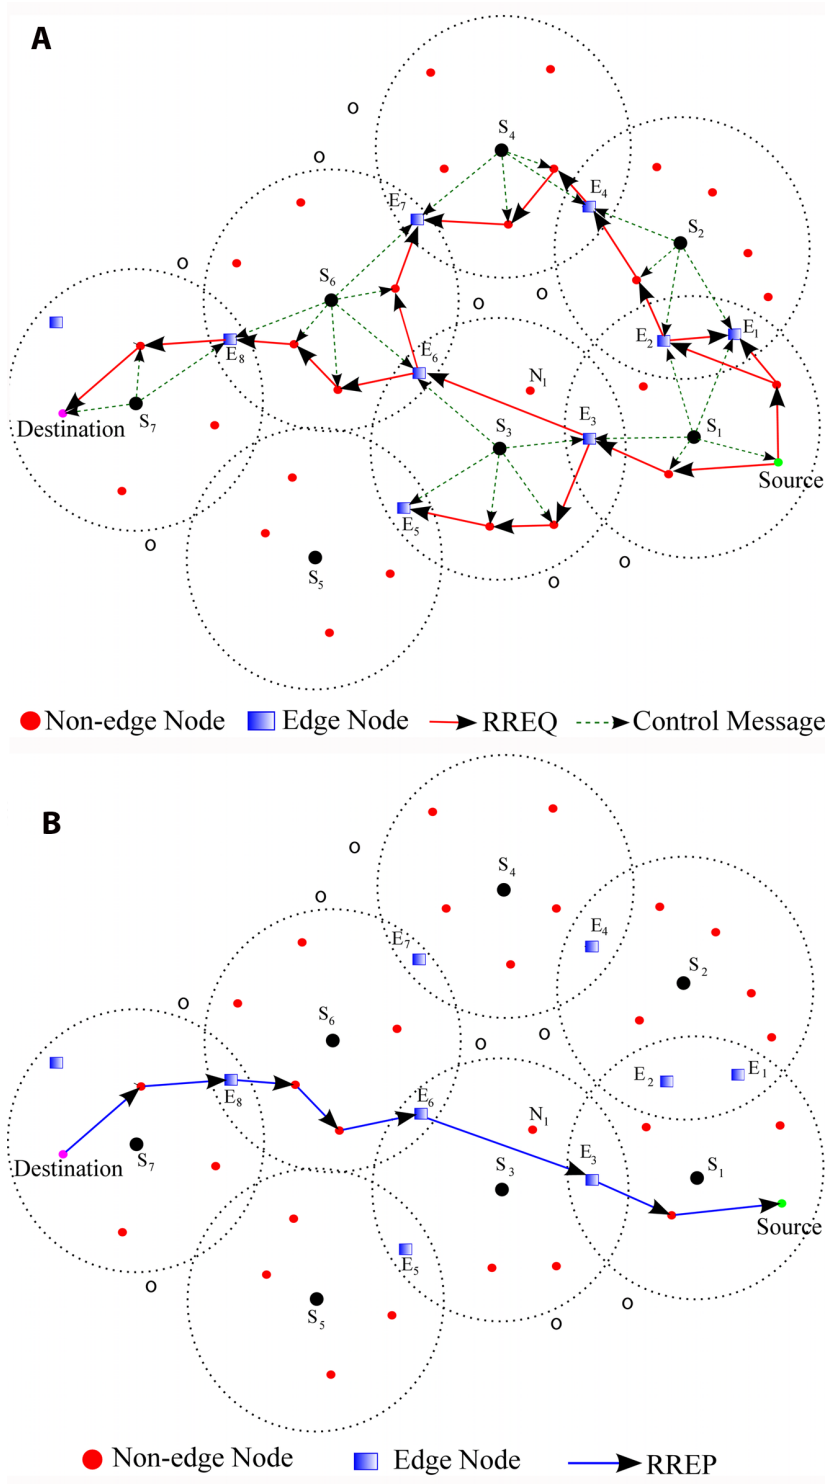 A
S4
E7
E4
S2
S6
E2
E1
E8
E6
N1
Destination
S7
S3
E3
S1
Source
E5
S5
Non-edge Node
Edge Node
RREQ
Control Message
B
S4
E7
E4
S2
S6
E2
E1
E8
E6
N1
Destination
S7
S3
E3
S1
Source
E5
S5
Non-edge Node
Edge Node
RREP